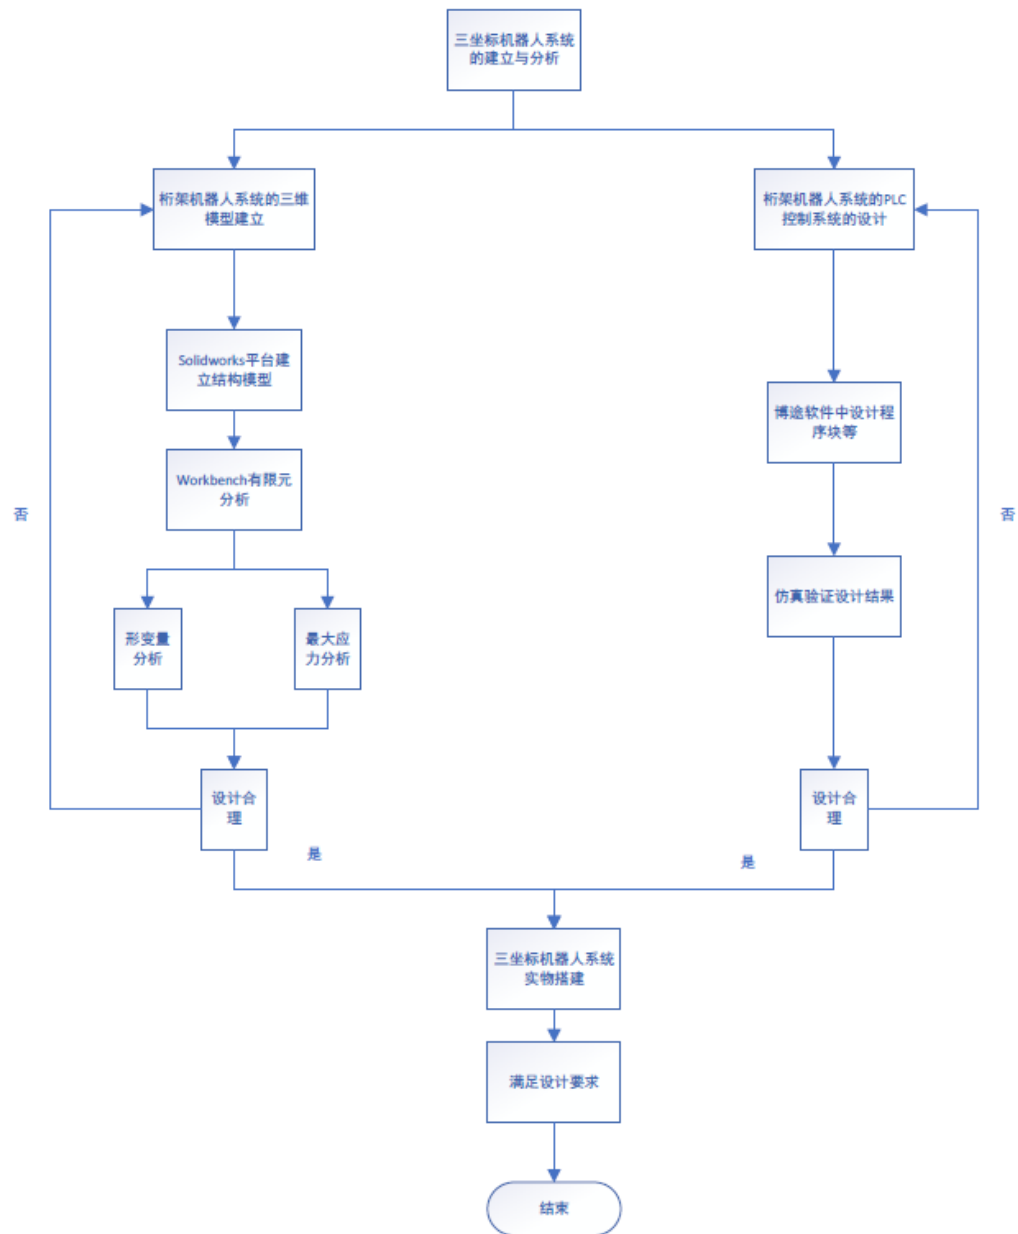 三坐标机器人系统
的建立与分析
桁架机器人系统的三维
模型建立
桁架机器人系统的PLC
控制系统的设计
Solidworks平台建
立结构模型
博途软件中设计程
序块等
Workbench有限元
分析
否
否
仿真验证设计结果
形变量
分析
最大应
力分析
设计合
理
设计合
理
是
是
三坐标机器人系统
实物搭建
满足设计要求
结束